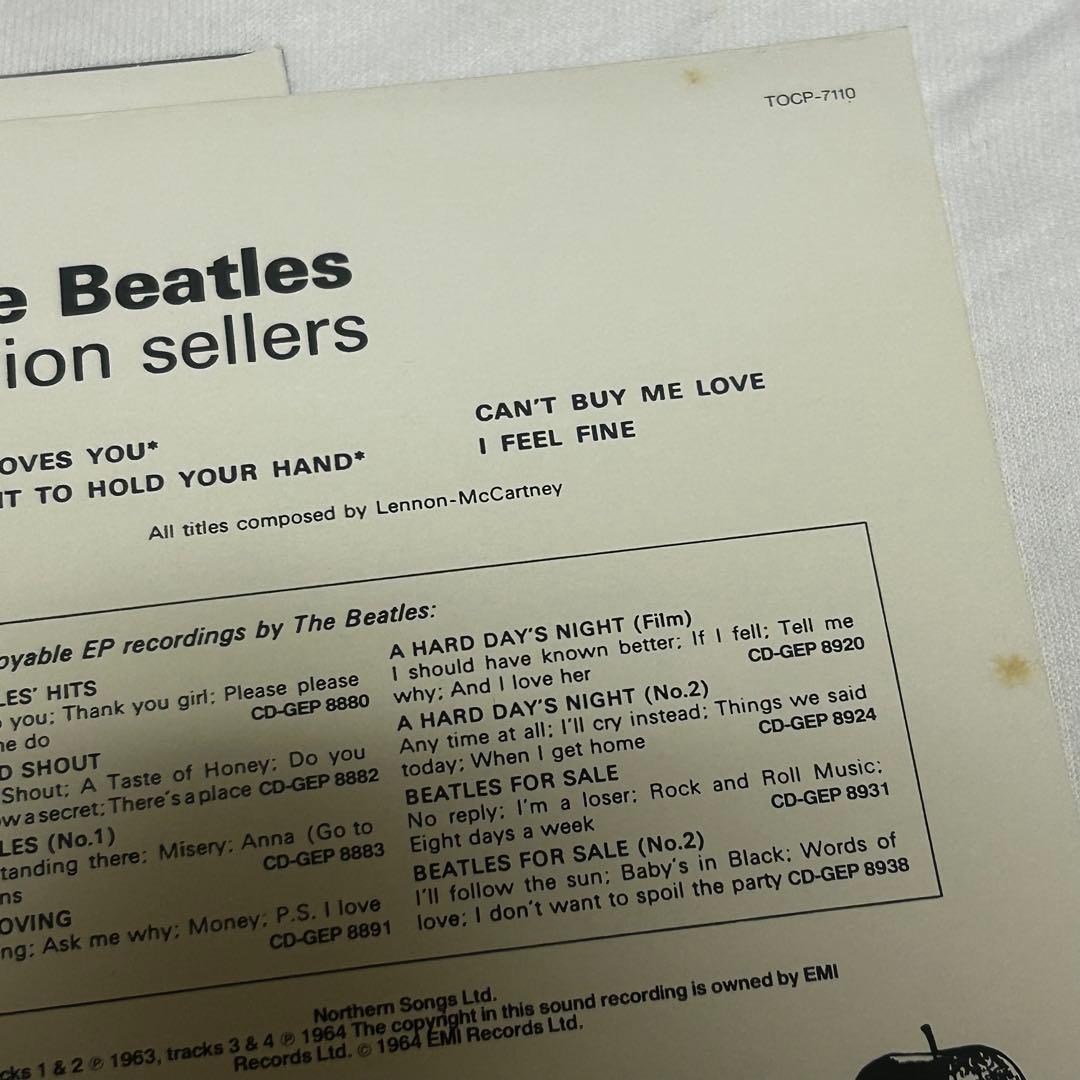 TOCP-7110
e Beatles
ion sellers
OVES YOU*
NT TO HOLD YOUR HAND*
CAN'T BUY ME LOVE
I FEEL FINE
All titles composed by Lennon-McCartney
oyable EP recordings by The Beatles:
LES' HITS
you; Thank you girl; Please please
CD-GEP 8880
me do
D SHOUT
Shout; A Taste of Honey; Do you
ow a secret; There's a place CD-GEP 8882
LES (No.1)
tanding there; Misery; Anna (Go to
CD-GEP 8883
ns
OVING
ng; Ask me why; Money; P.S. I love
CD-GEP 8891
A HARD DAY'S NIGHT (Film)
I should have known better; If I fell; Tell me
why; And I love her
CD-GEP 8920
A HARD DAY'S NIGHT (No.2)
Any time at all; I'll cry instead; Things we said
today; When I get home
CD-GEP 8924
BEATLES FOR SALE
No reply; I'm a loser; Rock and Roll Music;
Eight days a week
CD-GEP 8931
BEATLES FOR SALE (No.2)
I'll follow the sun; Baby's in Black; Words of
love; I don't want to spoil the party CD-GEP 8938
Northern Songs Ltd.
cks 1 & 2 ℗ 1963, tracks 3 & 4 ℗ 1964 The copyright in this sound recording is owned by EMI
Records Ltd. © 1964 EMI Records Ltd.